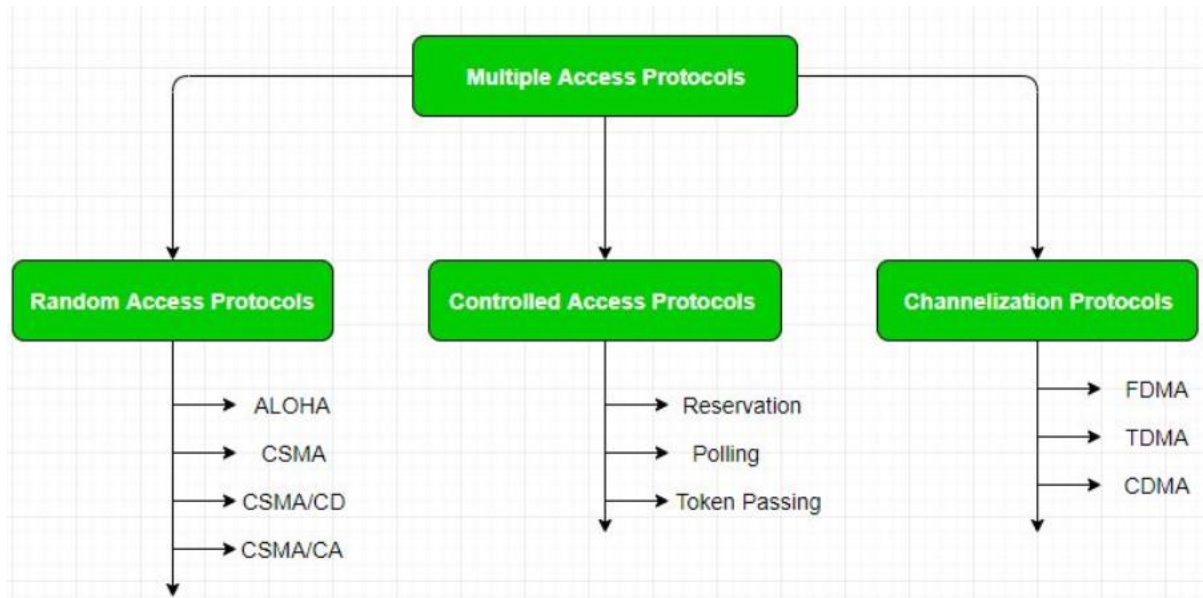 Multiple Access Protocols
Random Access Protocols
Controlled Access Protocols
Channelization Protocols
ALOHA
CSMA
CSMA/CD
CSMA/CA
Reservation
Polling
Token Passing
FDMA
TDMA
CDMA